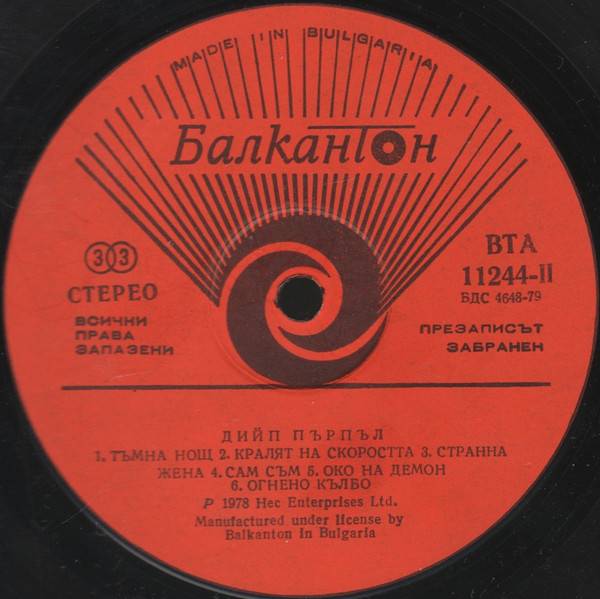 MADE IN BULGARIA
Балкантон
33
СТЕРЕО
ВСИЧКИ
ПРАВА
ЗАПАЗЕНИ
ВТА
11244-II
БДС 4648-79
ПРЕЗАПИСЪТ
ЗАБРАНЕН
ДИЙП ПЪРПЪЛ
1. ТЪМНА НОЩ 2. КРАЛЯТ НА СКОРОСТТА 3. СТРАННА
ЖЕНА 4. САМ СЪМ 5. ОКО НА ДЕМОН
6. ОГНЕНО КЪЛБО
P 1978 Hec Enterprises Ltd.
Manufactured under license by
Balkanton in Bulgaria